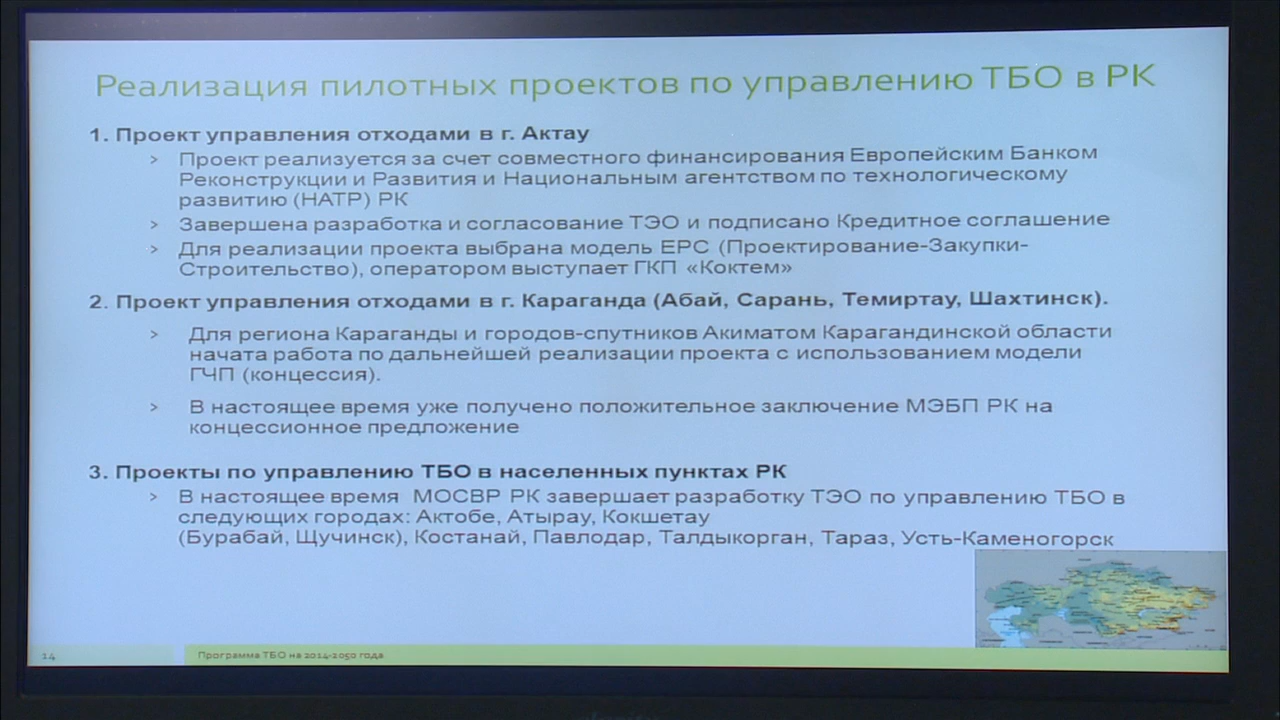 Реализация пилотных проектов по управлению ТБО в РК
1. Проект управления отходами в г. Актау
> Проект реализуется за счет совместного финансирования Европейским Банком
Реконструкции и Развития и Национальным агентством по технологическому
развитию (НАТР) РК
> Завершена разработка и согласование ТЭО и подписано Кредитное соглашение
> Для реализации проекта выбрана модель ЕРС (Проектирование-Закупки-
Строительство), оператором выступает ГКП «Коктем»
2. Проект управления отходами в г. Караганда (Абай, Сарань, Темиртау, Шахтинск).
> Для региона Караганды и городов-спутников Акиматом Карагандинской области
начата работа по дальнейшей реализации проекта с использованием модели
ГЧП (концессия).
> В настоящее время уже получено положительное заключение МЭБП РК на
концессионное предложение
3. Проекты по управлению ТБО в населенных пунктах РК
> В настоящее время МОСВР РК завершает разработку ТЭО по управлению ТБО в
следующих городах: Актобе, Атырау, Кокшетау
(Бурабай, Щучинск), Костанай, Павлодар, Талдыкорган, Тараз, Усть-Каменогорск
14
Программа ТБО на 2014-2050 года